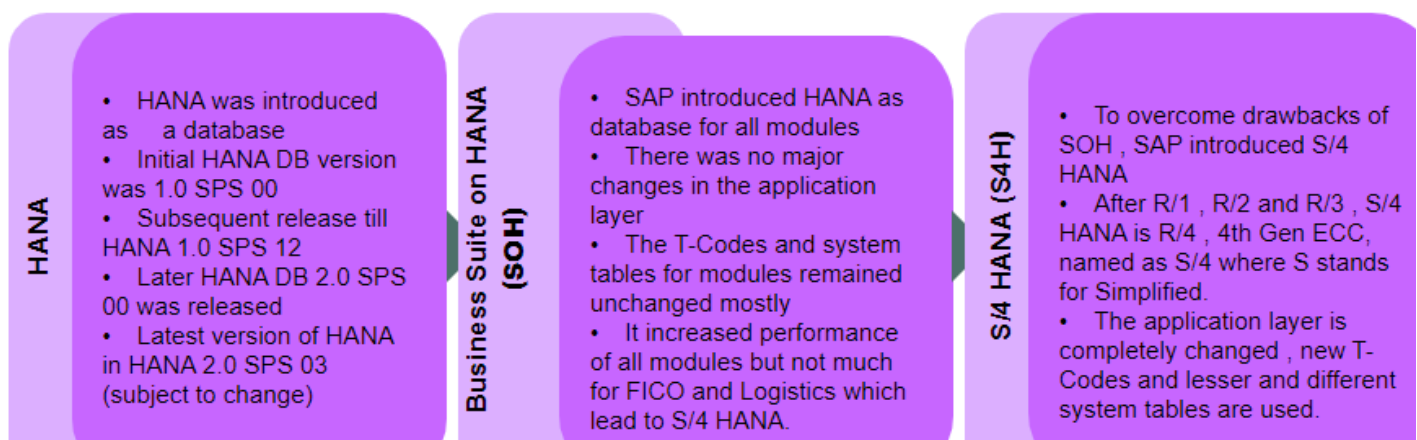 HANA
• HANA was introduced
as a database
• Initial HANA DB version
was 1.0 SPS 00
• Subsequent release till
HANA 1.0 SPS 12
• Later HANA DB 2.0 SPS
00 was released
• Latest version of HANA
in HANA 2.0 SPS 03
(subject to change)
Business Suite on HANA
(SOH)
• SAP introduced HANA as
database for all modules
• There was no major
changes in the application
layer
• The T-Codes and system
tables for modules remained
unchanged mostly
• It increased performance
of all modules but not much
for FICO and Logistics which
lead to S/4 HANA.
S/4 HANA (S4H)
• To overcome drawbacks of
SOH , SAP introduced S/4
HANA
• After R/1 , R/2 and R/3 , S/4
HANA is R/4 , 4th Gen ECC,
named as S/4 where S stands
for Simplified.
• The application layer is
completely changed , new T-
Codes and lesser and different
system tables are used.